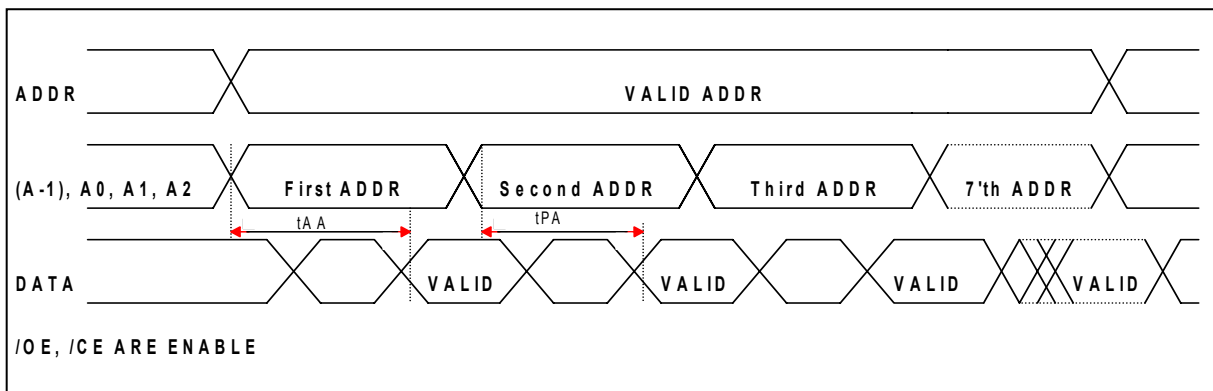 ADDR VALID ADDR
(A-1), A0, A1, A2 First ADDR Second ADDR Third ADDR 7'th ADDR
tAA tPA
DATA VALID VALID VALID VALID
/OE, /CE ARE ENABLE